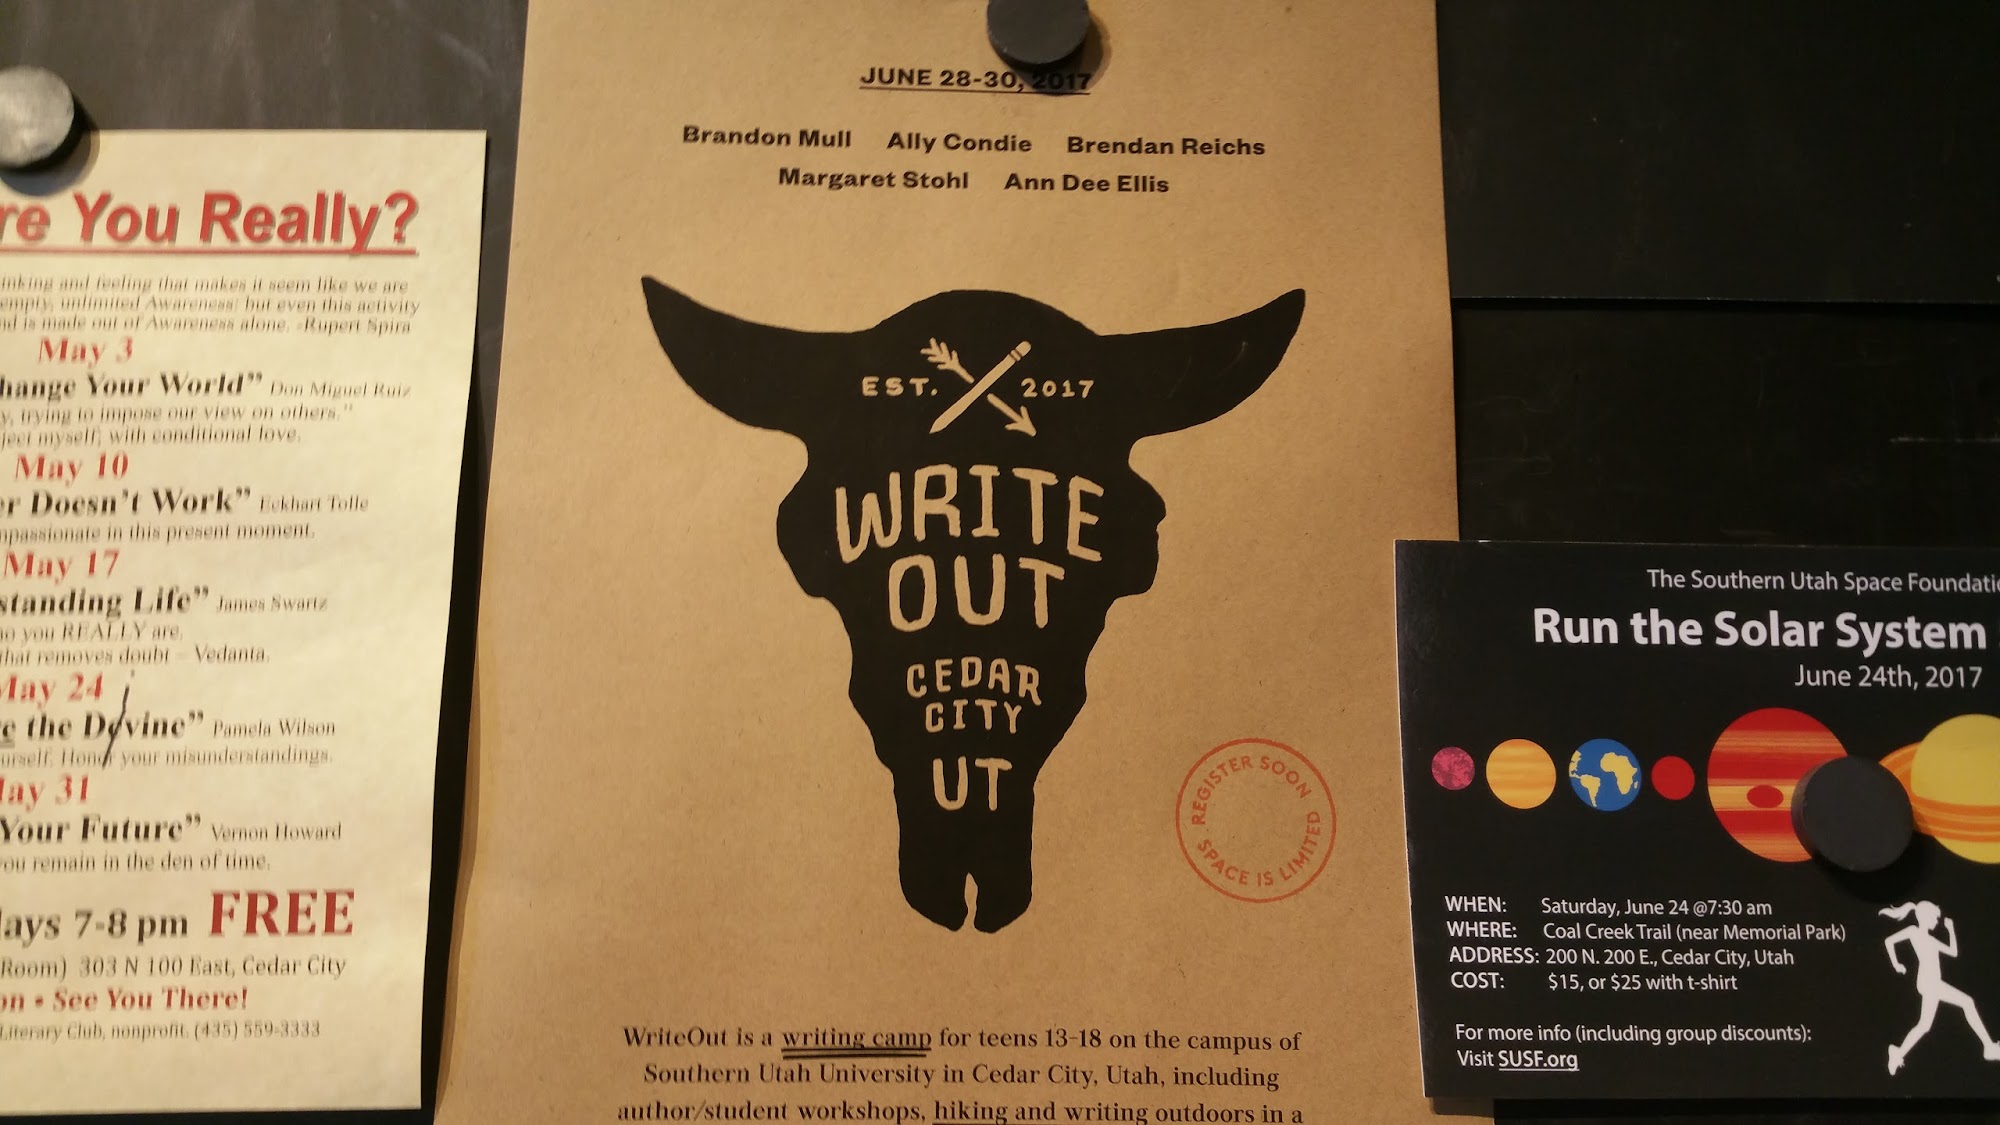 re You Really?
inking and feeling that makes it seem like we are
empty, unlimited Awareness: but even this activity
nd is made out of Awareness alone. -Rupert Spira
May 3
hange Your World" Don Miguel Ruiz
y, trying to impose our view on others."
ject myself, with conditional love.
May 10
er Doesn't Work" Eckhart Tolle
mpassionate in this present moment.
May 17
standing Life" James Swartz
ho you REALLY are.
that removes doubt – Vedanta.
May 24
e the Devine" Pamela Wilson
urself. Honor your misunderstandings.
May 31
Your Future" Vernon Howard
you remain in the den of time.
days 7-8 pm FREE
Room) 303 N 100 East, Cedar City
on • See You There!
Literary Club, nonprofit. (435) 559-3333
JUNE 28-30, 2017
Brandon Mull Ally Condie Brendan Reichs
Margaret Stohl Ann Dee Ellis
EST. 2017
WRITE
OUT
CEDAR
CITY
UT
REGISTER SOON
SPACE IS LIMITED
WriteOut is a writing camp for teens 13-18 on the campus of
Southern Utah University in Cedar City, Utah, including
author/student workshops, hiking and writing outdoors in a
The Southern Utah Space Foundatio
Run the Solar System
June 24th, 2017
WHEN: Saturday, June 24 @7:30 am
WHERE: Coal Creek Trail (near Memorial Park)
ADDRESS: 200 N. 200 E., Cedar City, Utah
COST: $15, or $25 with t-shirt
For more info (including group discounts):
Visit SUSF.org